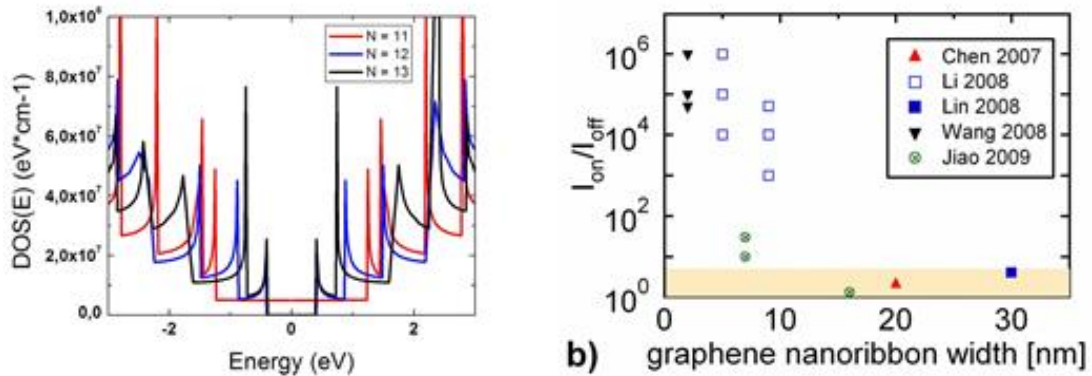 1,0x10⁸
8,0x10⁷
6,0x10⁷
4,0x10⁷
2,0x10⁷
0,0
DOS(E) (eV*cm-1)
N = 11
N = 12
N = 13
-2 0 2
Energy (eV)
10⁶
10⁴
10²
10⁰
Ion/Ioff
Chen 2007
Li 2008
Lin 2008
Wang 2008
Jiao 2009
0 10 20 30
b) graphene nanoribbon width [nm]